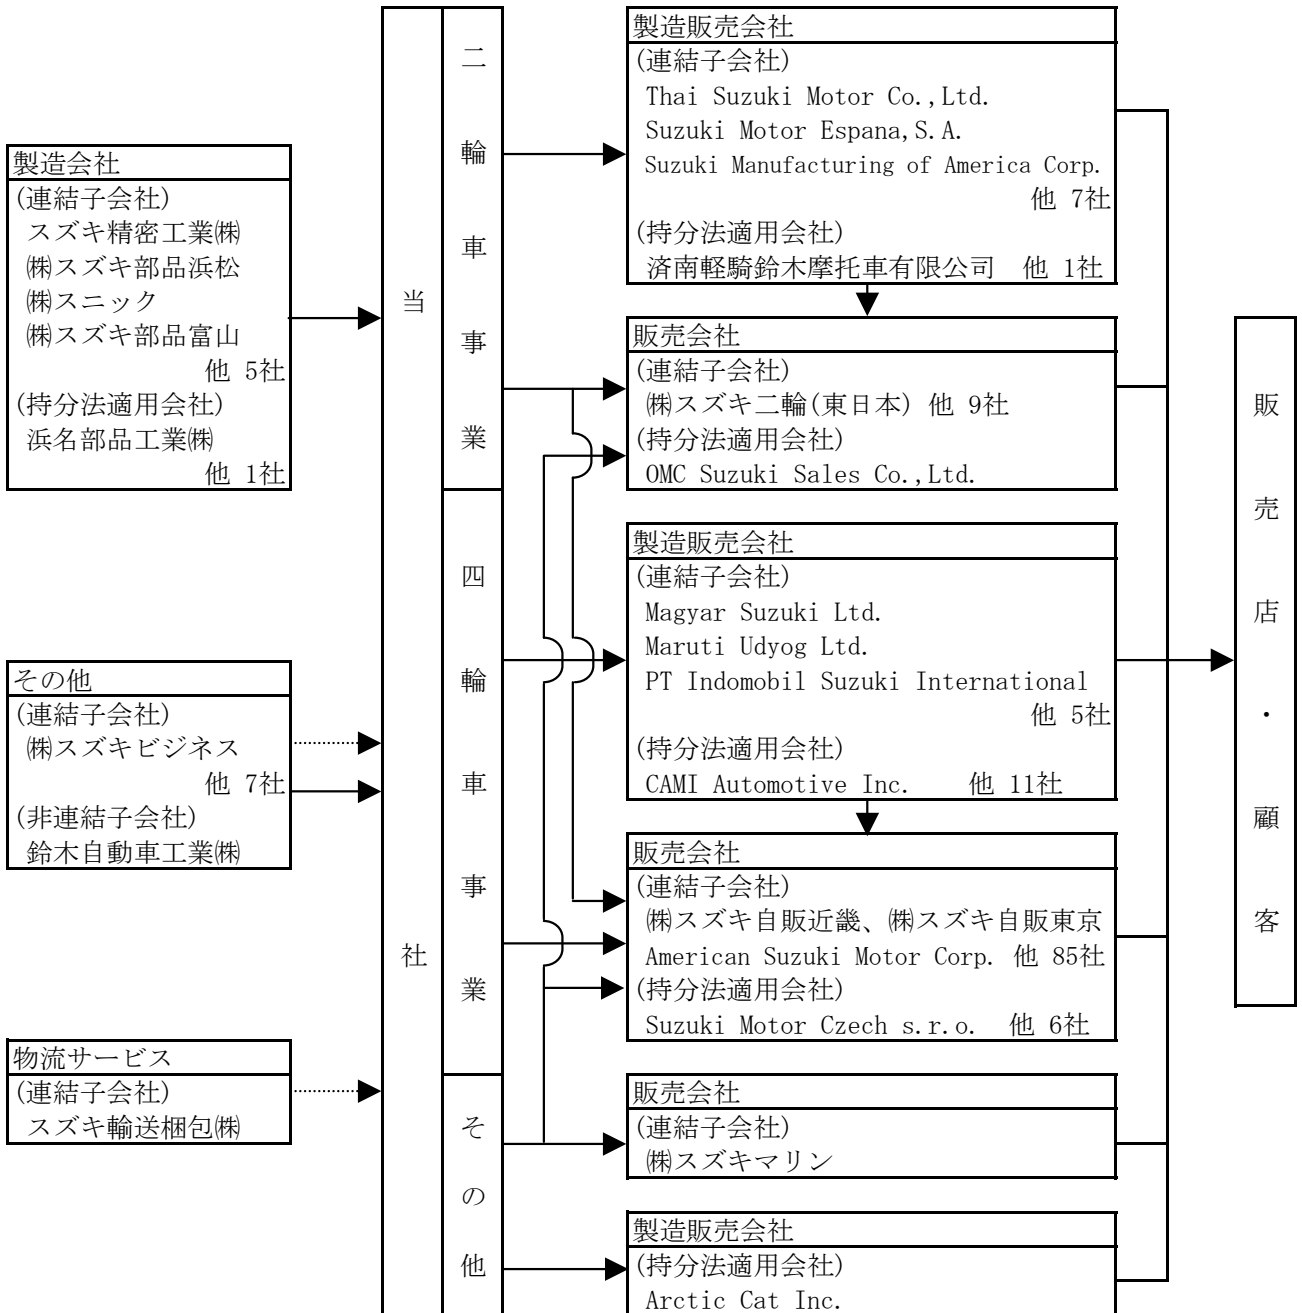 製造会社
(連結子会社)
スズキ精密工業㈱
㈱スズキ部品浜松
㈱スニック
㈱スズキ部品富山
他 5社
(持分法適用会社)
浜名部品工業㈱
他 1社
その他
(連結子会社)
㈱スズキビジネス
他 7社
(非連結子会社)
鈴木自動車工業㈱
物流サービス
(連結子会社)
スズキ輸送梱包㈱
当社
二輪車事業
四輪車事業
その他
製造販売会社
(連結子会社)
Thai Suzuki Motor Co.,Ltd.
Suzuki Motor Espana,S.A.
Suzuki Manufacturing of America Corp.
他 7社
(持分法適用会社)
済南軽騎鈴木摩托車有限公司 他 1社
販売会社
(連結子会社)
㈱スズキ二輪(東日本) 他 9社
(持分法適用会社)
OMC Suzuki Sales Co.,Ltd.
製造販売会社
(連結子会社)
Magyar Suzuki Ltd.
Maruti Udyog Ltd.
PT Indomobil Suzuki International
他 5社
(持分法適用会社)
CAMI Automotive Inc. 他 11社
販売会社
(連結子会社)
㈱スズキ自販近畿、㈱スズキ自販東京
American Suzuki Motor Corp. 他 85社
(持分法適用会社)
Suzuki Motor Czech s.r.o. 他 6社
販売会社
(連結子会社)
㈱スズキマリン
製造販売会社
(持分法適用会社)
Arctic Cat Inc.
販売店・顧客